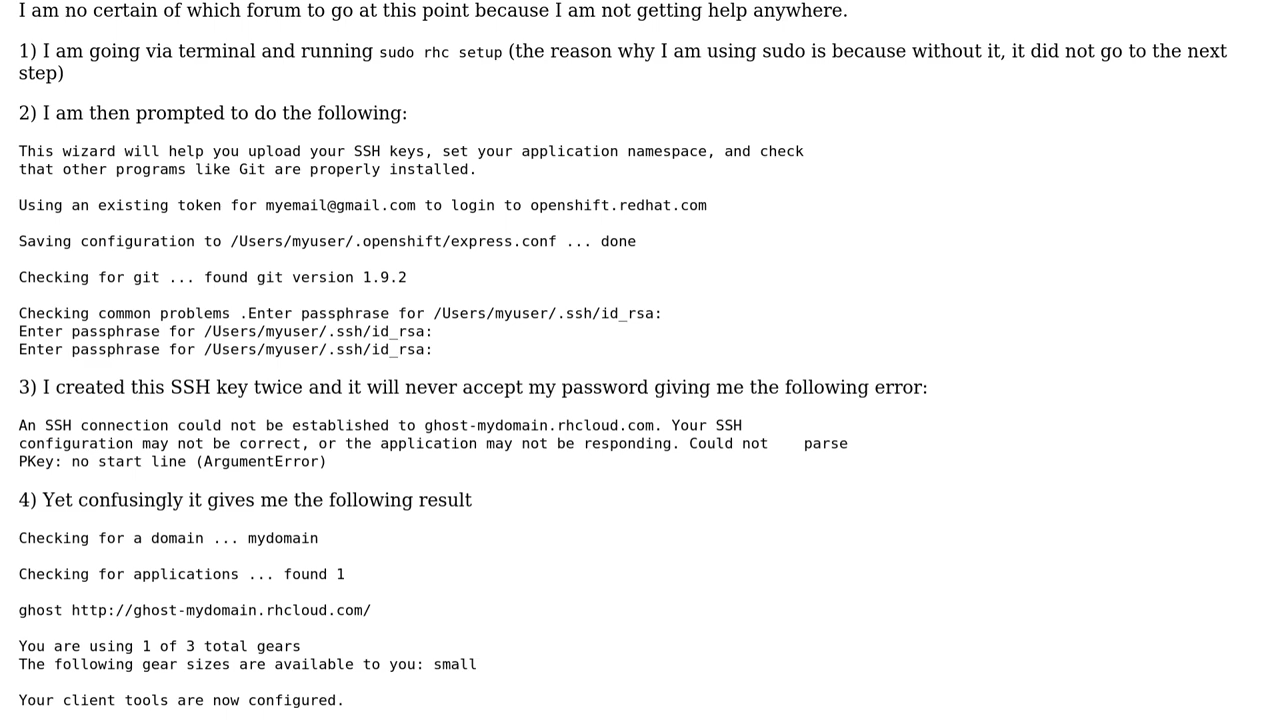 I am no certain of which forum to go at this point because I am not getting help anywhere.
1) I am going via terminal and running sudo rhc setup (the reason why I am using sudo is because without it, it did not go to the next
step)
2) I am then prompted to do the following:
This wizard will help you upload your SSH keys, set your application namespace, and check
that other programs like Git are properly installed.
Using an existing token for myemail@gmail.com to login to openshift.redhat.com
Saving configuration to /Users/myuser/.openshift/express.conf ... done
Checking for git ... found git version 1.9.2
Checking common problems .Enter passphrase for /Users/myuser/.ssh/id_rsa:
Enter passphrase for /Users/myuser/.ssh/id_rsa:
Enter passphrase for /Users/myuser/.ssh/id_rsa:
3) I created this SSH key twice and it will never accept my password giving me the following error:
An SSH connection could not be established to ghost-mydomain.rhcloud.com. Your SSH
configuration may not be correct, or the application may not be responding. Could not    parse
PKey: no start line (ArgumentError)
4) Yet confusingly it gives me the following result
Checking for a domain ... mydomain
Checking for applications ... found 1
ghost http://ghost-mydomain.rhcloud.com/
You are using 1 of 3 total gears
The following gear sizes are available to you: small
Your client tools are now configured.